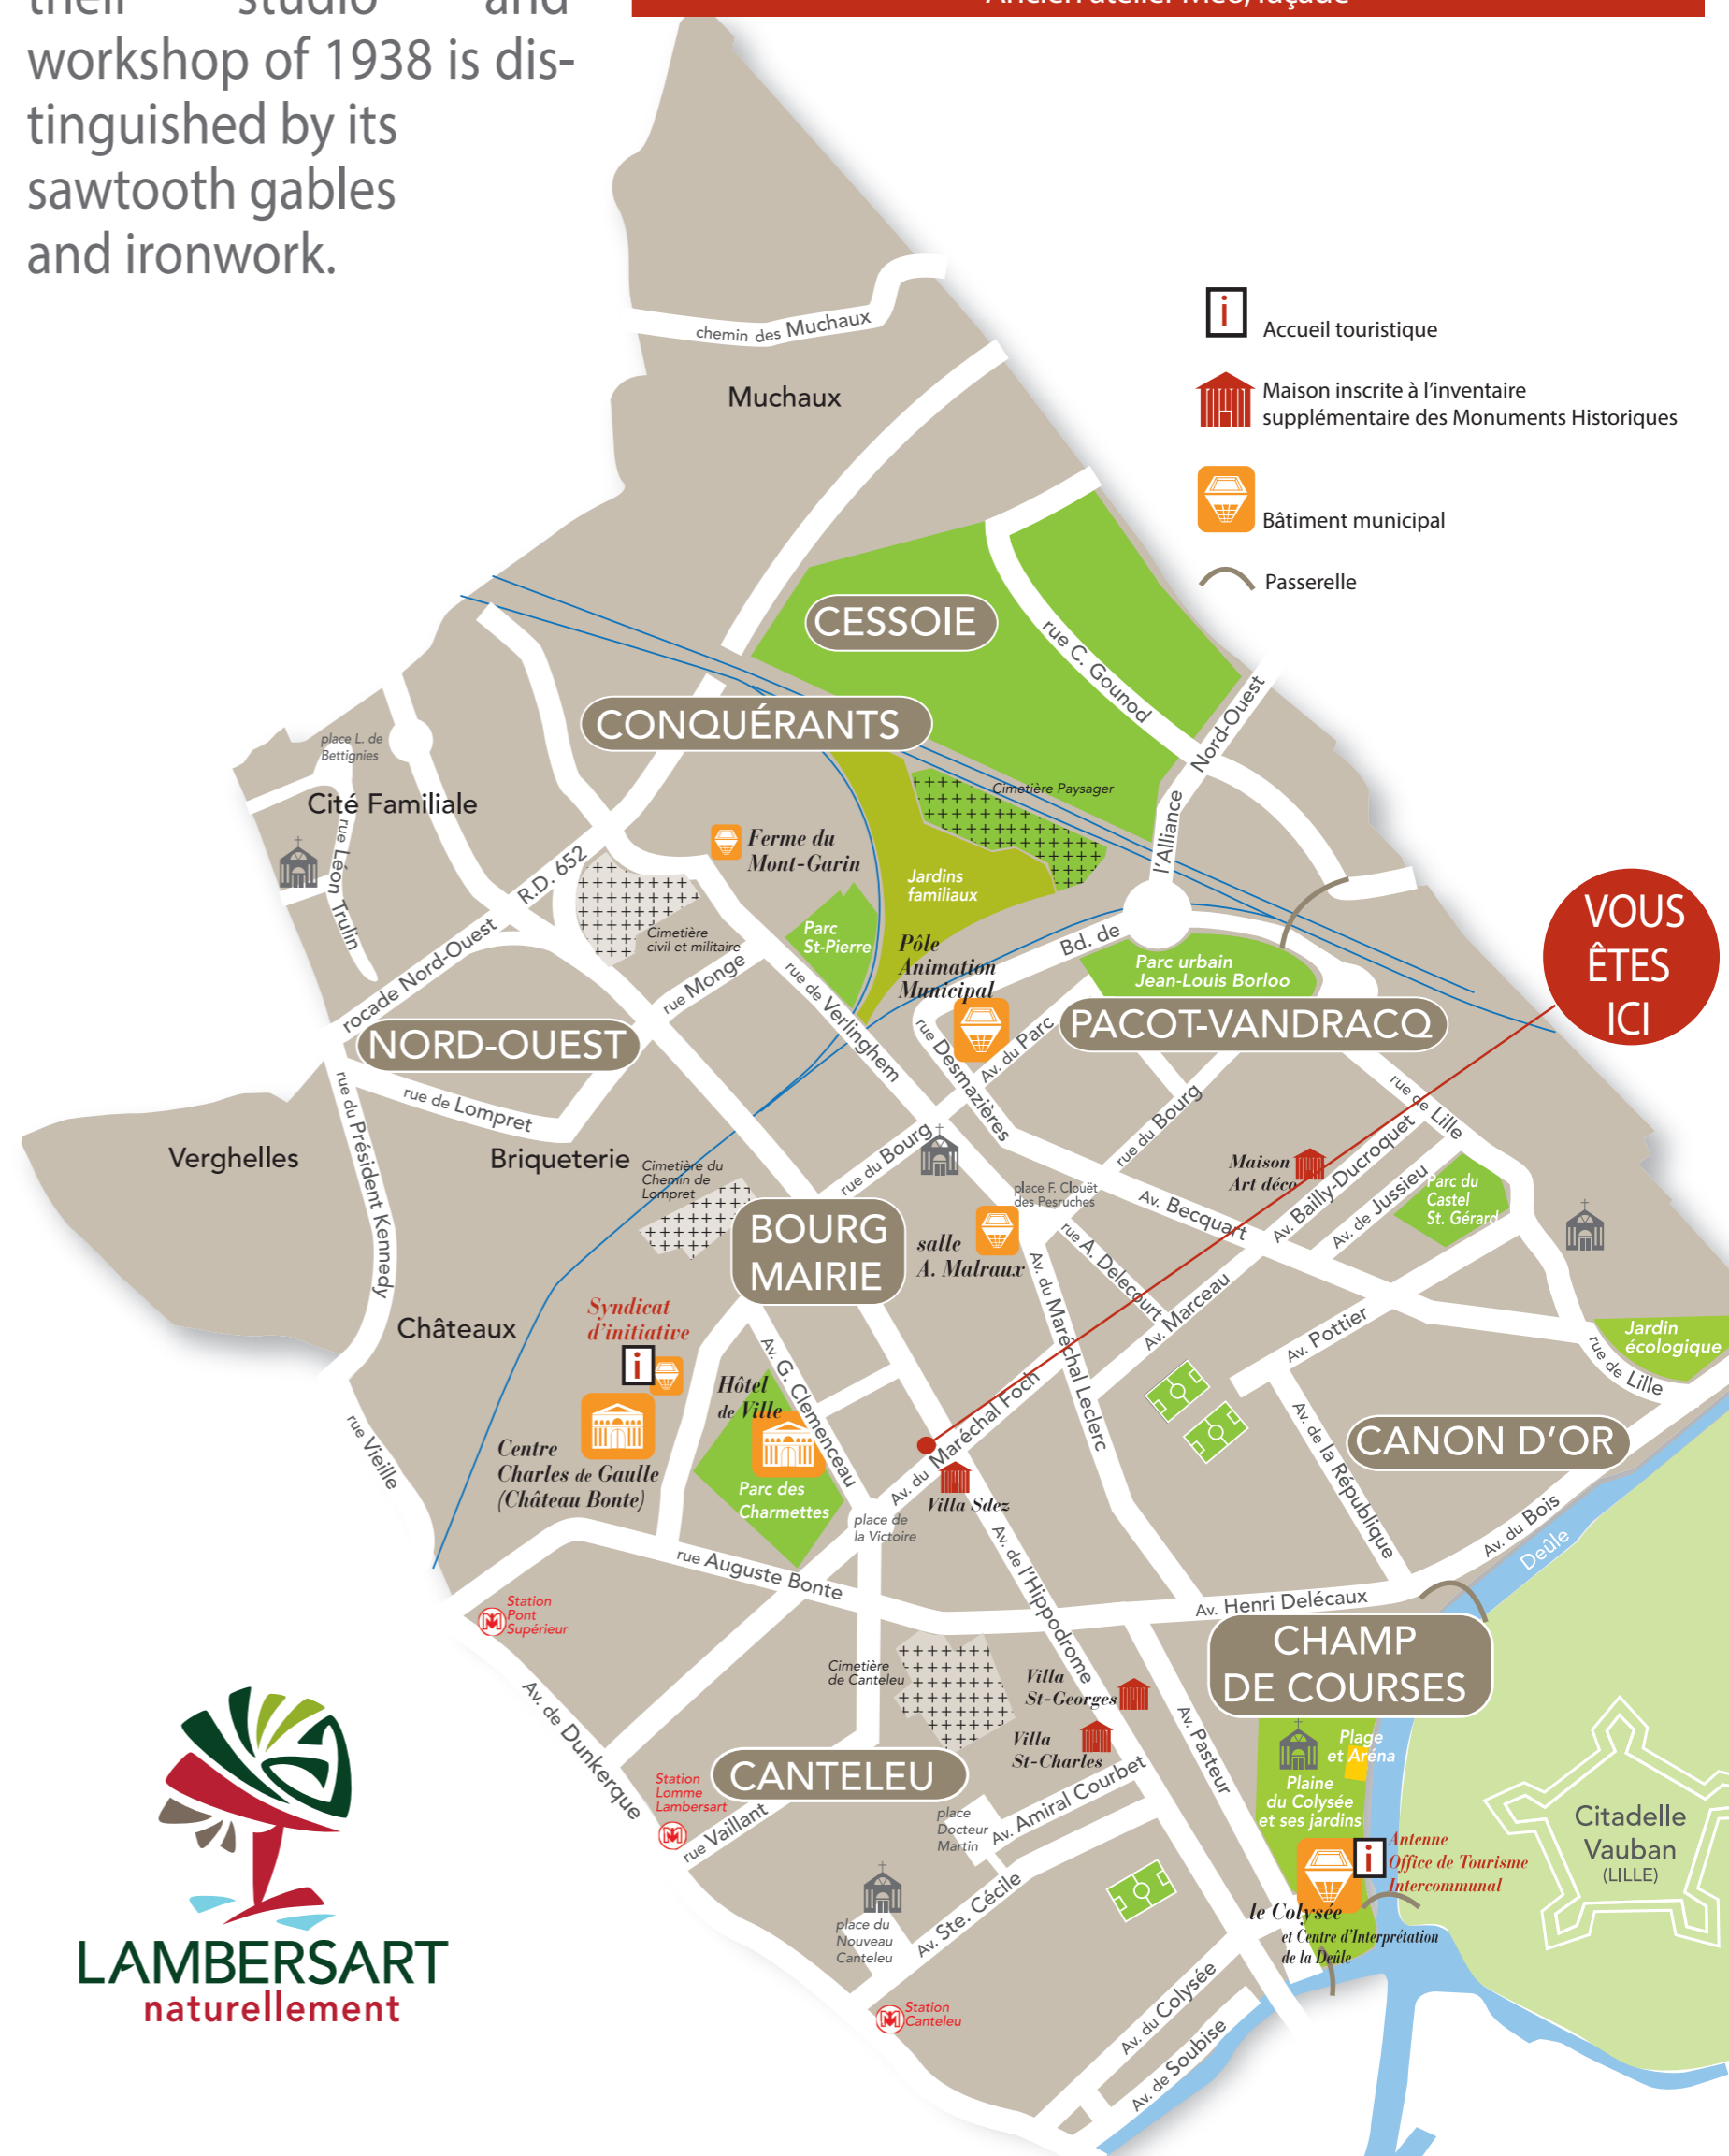 their studio and
workshop of 1938 is dis-
tinguished by its
sawtooth gables
and ironwork.
chemin des Muchaux
Muchaux
i
Accueil touristique
Maison inscrite à l'inventaire
supplémentaire des Monuments Historiques
Bâtiment municipal
Passerelle
CESSOIE
rue C. Gounod
CONQUÉRANTS
Nord-Ouest
l'Alliance
Bd. de
place L. de
Bettignies
Cité Familiale
rue Léon Trulin
R.D. 652
rocade Nord-Ouest
Ferme du
Mont-Garin
Cimetière Paysager
Jardins
familiaux
Parc
St-Pierre
Cimetière
civil et militaire
Pôle
Animation
Municipal
Parc urbain
Jean-Louis Borloo
VOUS
ÊTES
ICI
NORD-OUEST
rue Monge
rue de Verlinghem
rue Desmazières
Av. du Parc
PACOT-VANDRACQ
rue de Lompret
rue du Président Kennedy
Verghelles
Briqueterie
Cimetière du
Chemin de
Lompret
rue du Bourg
rue du Bourg
rue de Lille
Maison
Art déco
Av. Bailly-Ducroquet
Av. de Jussieu
Parc du
Castel
St. Gérard
place F. Clouët
des Pesruches
Av. Becquart
BOURG
MAIRIE
salle
A. Malraux
rue A. Delecourt
Av. Marceau
Av. du Maréchal Leclerc
Châteaux
Syndicat
d'initiative
i
Av. G. Clemenceau
Hôtel
de Ville
Av. Pottier
Jardin
écologique
rue de Lille
Av. du Maréchal Foch
rue Vieille
Centre
Charles de Gaulle
(Château Bonte)
Parc des
Charmettes
Villa Sdez
place de
la Victoire
CANON D'OR
Av. de la République
Av. du Bois
Deûle
rue Auguste Bonte
Av. de l'Hippodrome
Av. Henri Delécaux
Station
Pont
Supérieur
CHAMP
DE COURSES
Cimetière
de Canteleu
Villa
St-Georges
Villa
St-Charles
Av. Pasteur
Av. de Dunkerque
CANTELEU
Station
Lomme
Lambersart
rue Vaillant
Av. Amiral Courbet
place
Docteur
Martin
Plage
et Aréna
Plaine
du Colysée
et ses jardins
Citadelle
Vauban
(LILLE)
i
Antenne
Office de Tourisme
Intercommunal
le Colysée
et Centre d'Interprétation
de la Deûle
Av. Ste. Cécile
place du
Nouveau
Canteleu
Station
Canteleu
Av. du Colysée
Av. de Soubise
LAMBERSART
naturellement